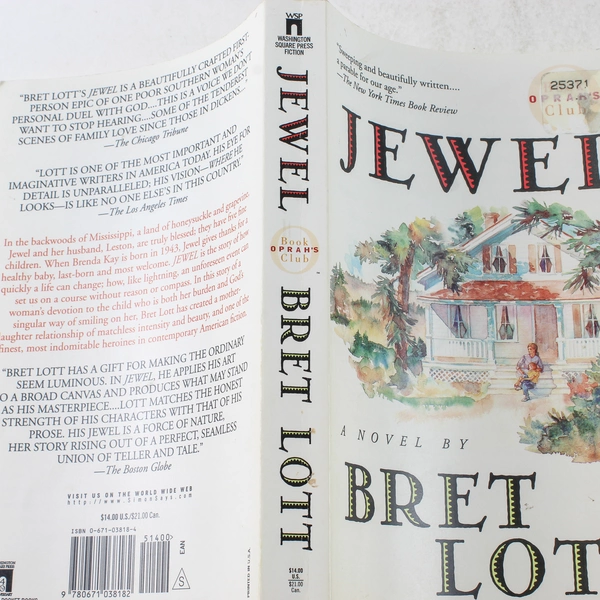 "BRET LOTT'S JEWEL IS A BEAUTIFULLY CRAFTED FIRST-
PERSON EPIC OF ONE POOR SOUTHERN WOMAN'S
PERSONAL DUEL WITH GOD....THIS IS A VOICE WE DON'T
WANT TO STOP HEARING....SOME OF THE TENDEREST
SCENES OF FAMILY LOVE SINCE THOSE IN DICKENS."
—The Chicago Tribune
"LOTT IS ONE OF THE MOST IMPORTANT AND
IMAGINATIVE WRITERS IN AMERICA TODAY. HIS EYE FOR
DETAIL IS UNPARALLELED; HIS VISION—WHERE HE
LOOKS—IS LIKE NO ONE ELSE'S IN THIS COUNTRY."
—The Los Angeles Times
In the backwoods of Mississippi, a land of honeysuckle and grapevine,
Jewel and her husband, Leston, are truly blessed; they have five fine
children. When Brenda Kay is born in 1943, Jewel gives thanks for a
healthy baby, last-born and most welcome. JEWEL is the story of how
quickly a life can change; how, like lightning, an unforeseen event can
set us on a course without reason or compass. In this story of a
woman's devotion to the child who is both her burden and God's
singular way of smiling on her, Bret Lott has created a mother-
daughter relationship of matchless intensity and beauty, and one of the
finest, most indomitable heroines in contemporary American fiction.
"BRET LOTT HAS A GIFT FOR MAKING THE ORDINARY
SEEM LUMINOUS. IN JEWEL, HE APPLIES HIS ART
TO A BROAD CANVAS AND PRODUCES WHAT MAY STAND
AS HIS MASTERPIECE....LOTT MATCHES THE HONEST
STRENGTH OF HIS CHARACTERS WITH THAT OF HIS
PROSE. HIS JEWEL IS A FORCE OF NATURE,
HER STORY RISING OUT OF A PERFECT, SEAMLESS
UNION OF TELLER AND TALE."
—The Boston Globe
VISIT US ON THE WORLD WIDE WEB
http://www.SimonSays.com
$14.00 U.S./$21.00 Can.
ISBN 0-671-03818-4
51400>
EAN
S
9 780671 038182
PRINTED IN U.S.A.
WSP
WASHINGTON
SQUARE PRESS
FICTION
JEWEL
Book
OPRAH'S
Club
BRET LOTT
$14.00
U.S.
$21.00
Can.
"Sweeping and beautifully written....
a parable for our age."
—The New York Times Book Review
25371
OPRAH'S
Club
JEWEL
A NOVEL BY
BRET
LOT